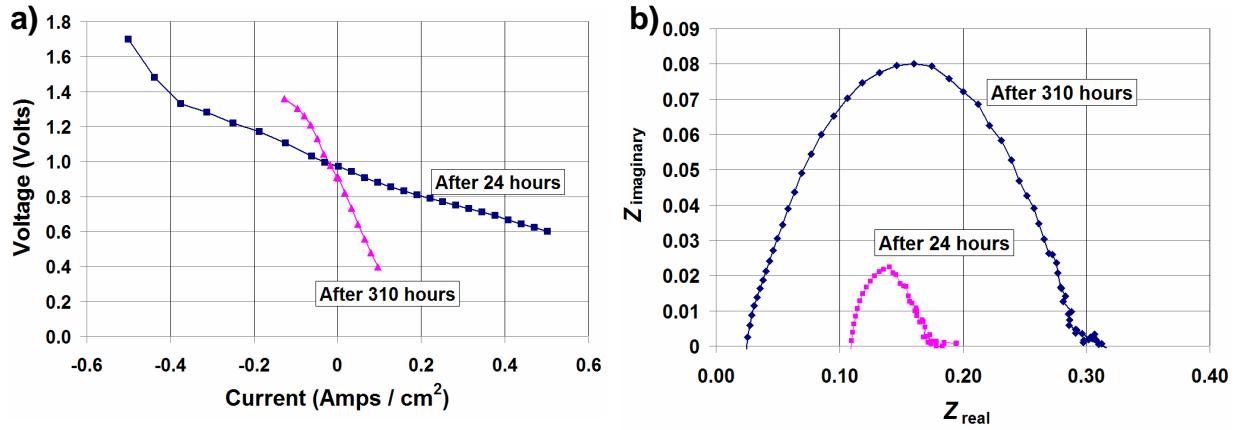 a)
1.8
1.6
1.4
1.2
1.0
0.8
0.6
0.4
0.2
0.0
Voltage (Volts)
After 24 hours
After 310 hours
-0.6 -0.4 -0.2 0 0.2 0.4 0.6
Current (Amps / cm²)
b)
0.09
0.08
0.07
0.06
0.05
0.04
0.03
0.02
0.01
0
Z imaginary
After 310 hours
After 24 hours
0.00 0.10 0.20 0.30 0.40
Z real